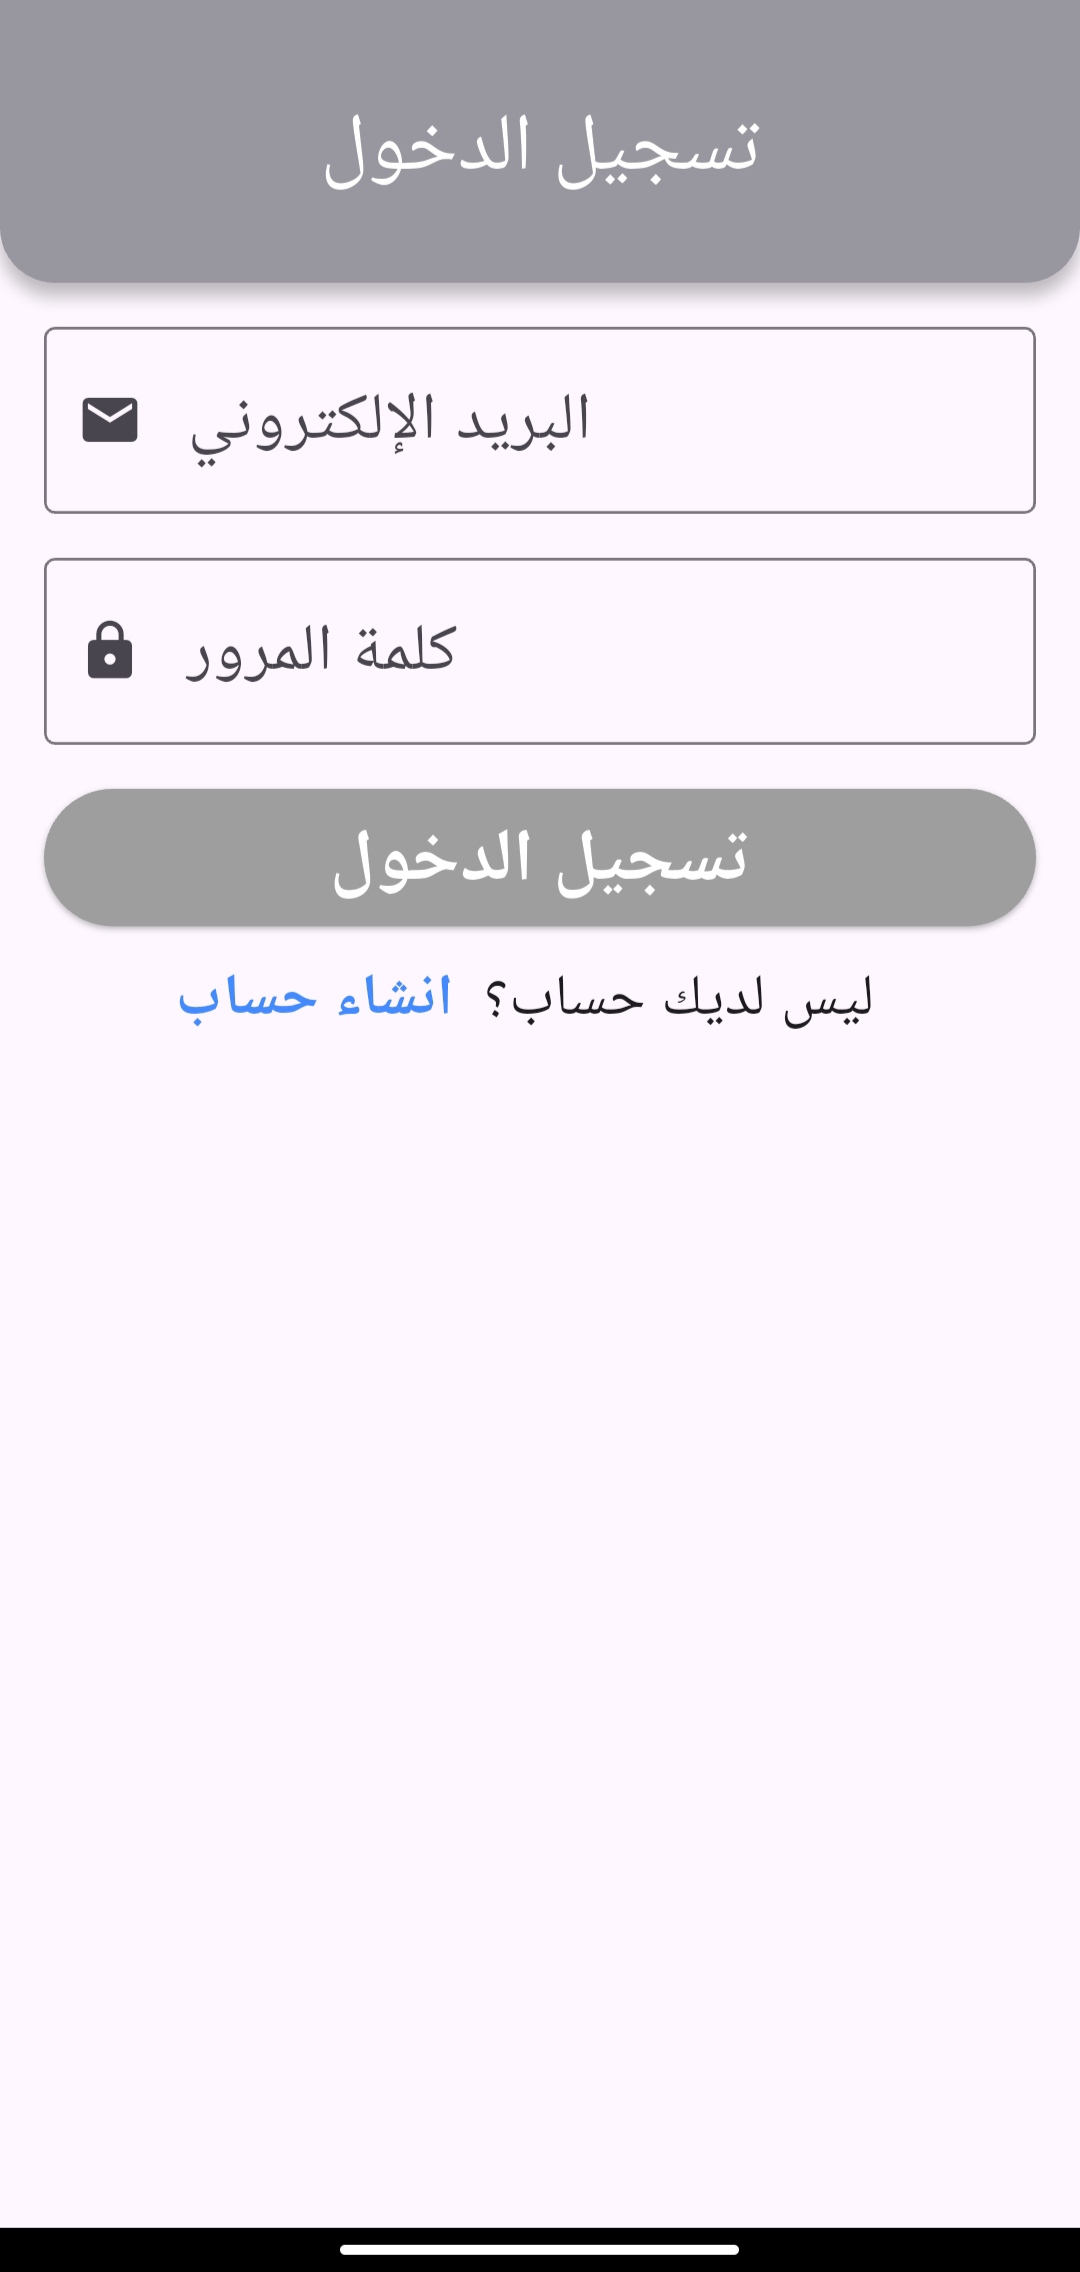 تسجيل الدخول
البريد الإلكتروني
كلمة المرور
تسجيل الدخول
ليس لديك حساب؟ انشاء حساب